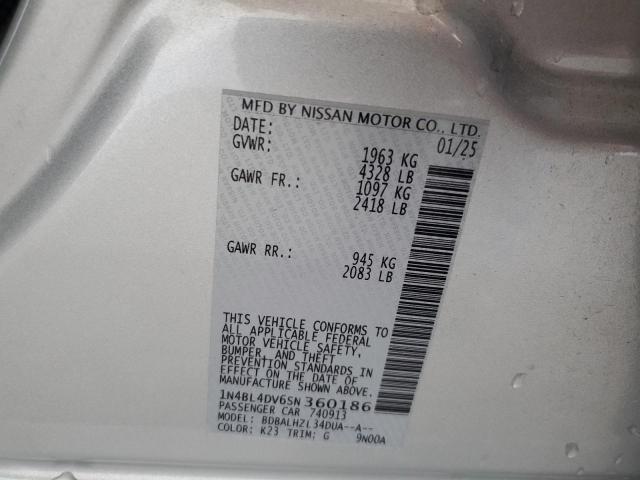 MFD BY NISSAN MOTOR CO., LTD.
DATE: 01/25
GVWR: 1963 KG
4328 LB
GAWR FR.: 1097 KG
2418 LB
GAWR RR.: 945 KG
2083 LB
THIS VEHICLE CONFORMS TO
ALL APPLICABLE FEDERAL
MOTOR VEHICLE SAFETY,
BUMPER, AND THEFT
PREVENTION STANDARDS IN
EFFECT ON THE DATE OF
MANUFACTURE SHOWN ABOVE.
1N4BL4DV6SN360186
PASSENGER CAR 740913
MODEL: BDBALHZL34DUA--A--
COLOR: K23 TRIM: G 9N00A